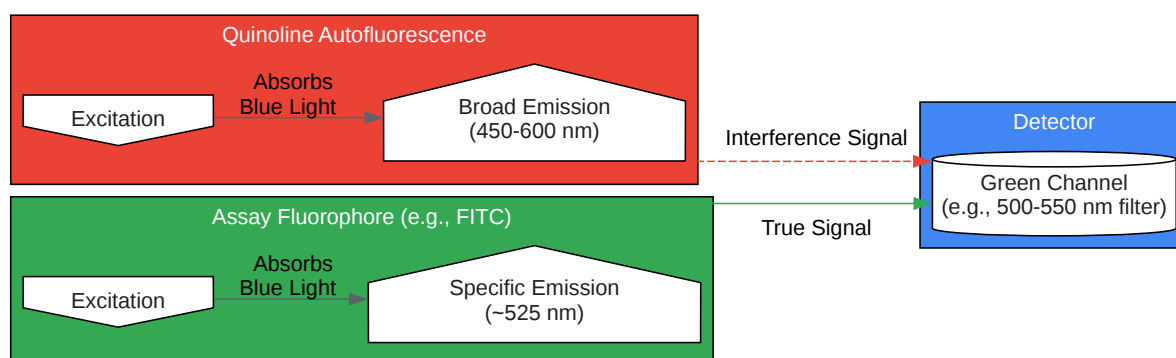 Quinoline Autofluorescence
Absorbs
Blue Light
Excitation
Broad Emission
(450-600 nm)
Interference Signal
Detector
Green Channel
(e.g., 500-550 nm filter)
Assay Fluorophore (e.g., FITC)
True Signal
Absorbs
Blue Light
Excitation
Specific Emission
(~525 nm)